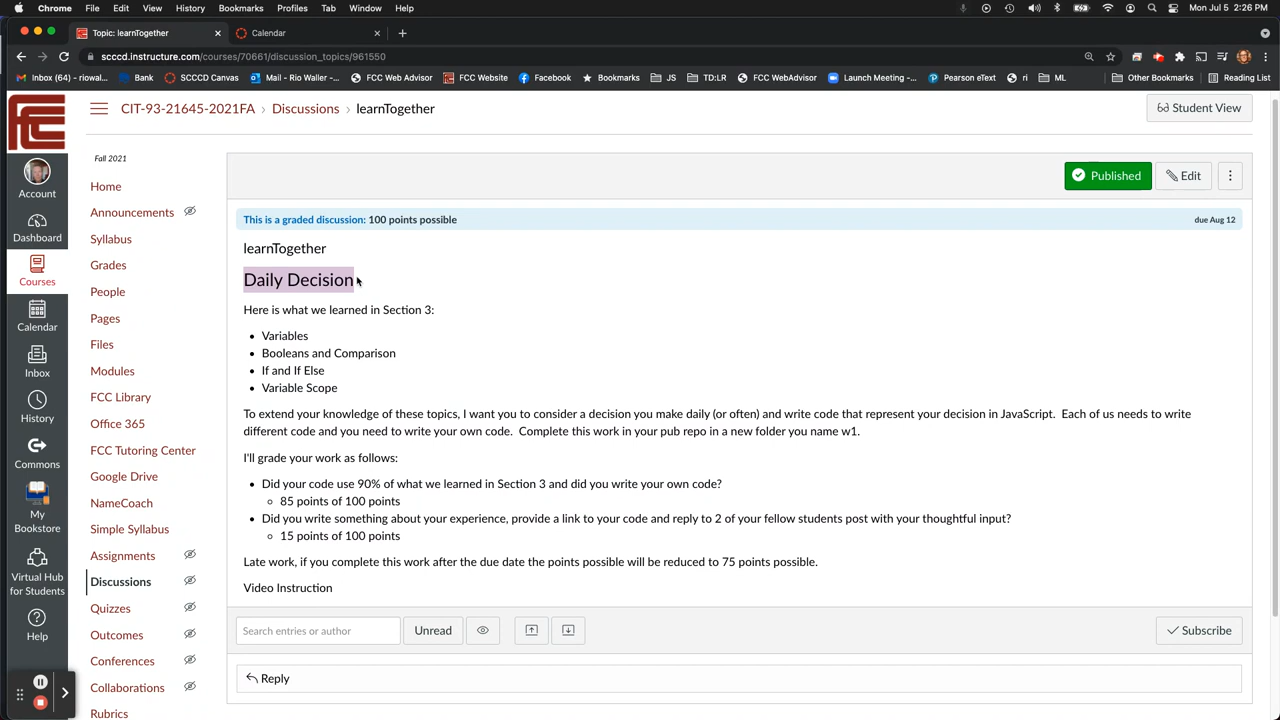 Chrome File Edit View History Bookmarks Profiles Tab Window Help Mon Jul 5 2:26 PM
Topic: learnTogether × Calendar × +
scccd.instructure.com/courses/70661/discussion_topics/961550
Inbox (64) - riowal... Bank SCCCD Canvas Mail - Rio Waller -... FCC Web Advisor FCC Website Facebook Bookmarks JS TD:LR FCC WebAdvisor Launch Meeting -... Pearson eText ri ML Other Bookmarks Reading List
FCC
CIT-93-21645-2021FA › Discussions › learnTogether
Student View
Account
Dashboard
Courses
Calendar
Inbox
History
Commons
My
Bookstore
Virtual Hub
for Students
Help
Fall 2021
Home
Announcements
Syllabus
Grades
People
Pages
Files
Modules
FCC Library
Office 365
FCC Tutoring Center
Google Drive
NameCoach
Simple Syllabus
Assignments
Discussions
Quizzes
Outcomes
Conferences
Collaborations
Rubrics
Published Edit
This is a graded discussion: 100 points possible due Aug 12
learnTogether
Daily Decision
Here is what we learned in Section 3:
• Variables
• Booleans and Comparison
• If and If Else
• Variable Scope
To extend your knowledge of these topics, I want you to consider a decision you make daily (or often) and write code that represent your decision in JavaScript. Each of us needs to write
different code and you need to write your own code. Complete this work in your pub repo in a new folder you name w1.
I'll grade your work as follows:
• Did your code use 90% of what we learned in Section 3 and did you write your own code?
◦ 85 points of 100 points
• Did you write something about your experience, provide a link to your code and reply to 2 of your fellow students post with your thoughtful input?
◦ 15 points of 100 points
Late work, if you complete this work after the due date the points possible will be reduced to 75 points possible.
Video Instruction
Search entries or author Unread Subscribe
Reply